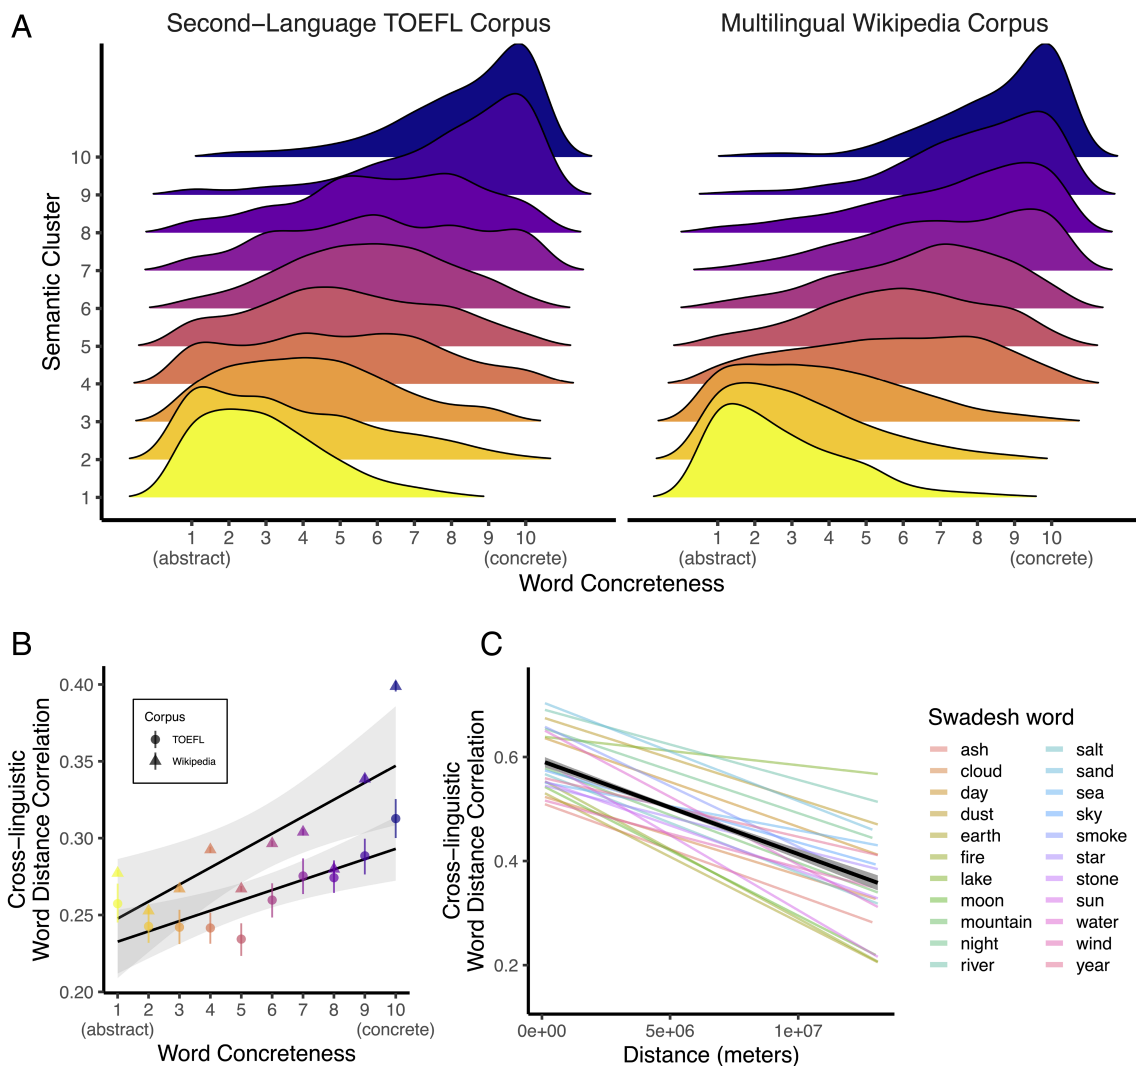 A
Second−Language TOEFL Corpus
Multilingual Wikipedia Corpus
Semantic Cluster
10
9
8
7
6
5
4
3
2
1
1 2 3 4 5 6 7 8 9 10
(abstract) (concrete)
1 2 3 4 5 6 7 8 9 10
(abstract) (concrete)
Word Concreteness
B
Cross−linguistic
Word Distance Correlation
0.40
0.35
0.30
0.25
0.20
Corpus
TOEFL
Wikipedia
1 2 3 4 5 6 7 8 9 10
(abstract) (concrete)
Word Concreteness
C
Cross−linguistic
Word Distance Correlation
0.6
0.4
0.2
0e+00 5e+06 1e+07
Distance (meters)
Swadesh word
ash
cloud
day
dust
earth
fire
lake
moon
mountain
night
river
salt
sand
sea
sky
smoke
star
stone
sun
water
wind
year